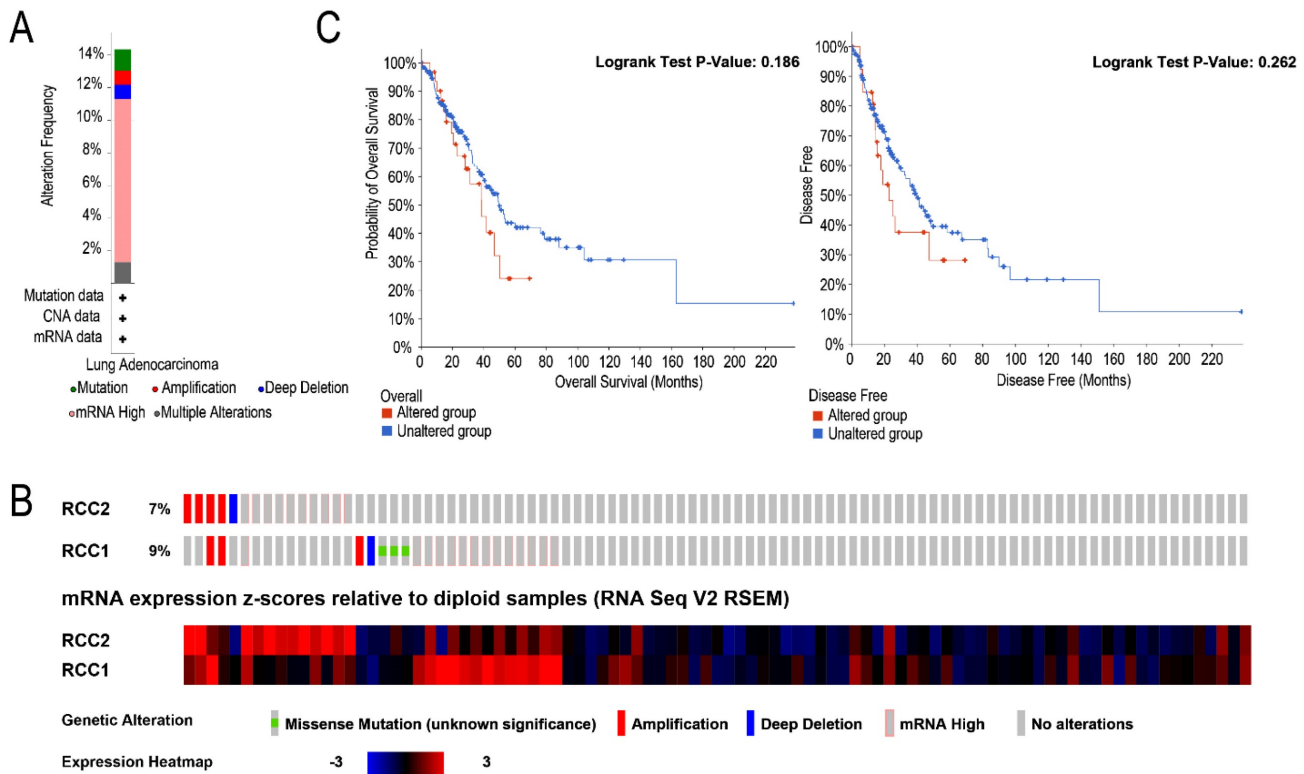 A
14%
12%
10%
8%
6%
4%
2%
Alteration Frequency
Mutation data +
CNA data +
mRNA data +
Lung Adenocarcinoma
Mutation Amplification Deep Deletion
mRNA High Multiple Alterations
C
Logrank Test P-Value: 0.186
100%
90%
80%
70%
60%
50%
40%
30%
20%
10%
0%
Probability of Overall Survival
0 20 40 60 80 100 120 140 160 180 200 220
Overall Survival (Months)
Overall
Altered group
Unaltered group
Logrank Test P-Value: 0.262
100%
90%
80%
70%
60%
50%
40%
30%
20%
10%
0%
Disease Free
0 20 40 60 80 100 120 140 160 180 200 220
Disease Free (Months)
Disease Free
Altered group
Unaltered group
B
RCC2 7%
RCC1 9%
mRNA expression z-scores relative to diploid samples (RNA Seq V2 RSEM)
RCC2
RCC1
Genetic Alteration Missense Mutation (unknown significance) Amplification Deep Deletion mRNA High No alterations
Expression Heatmap -3 3